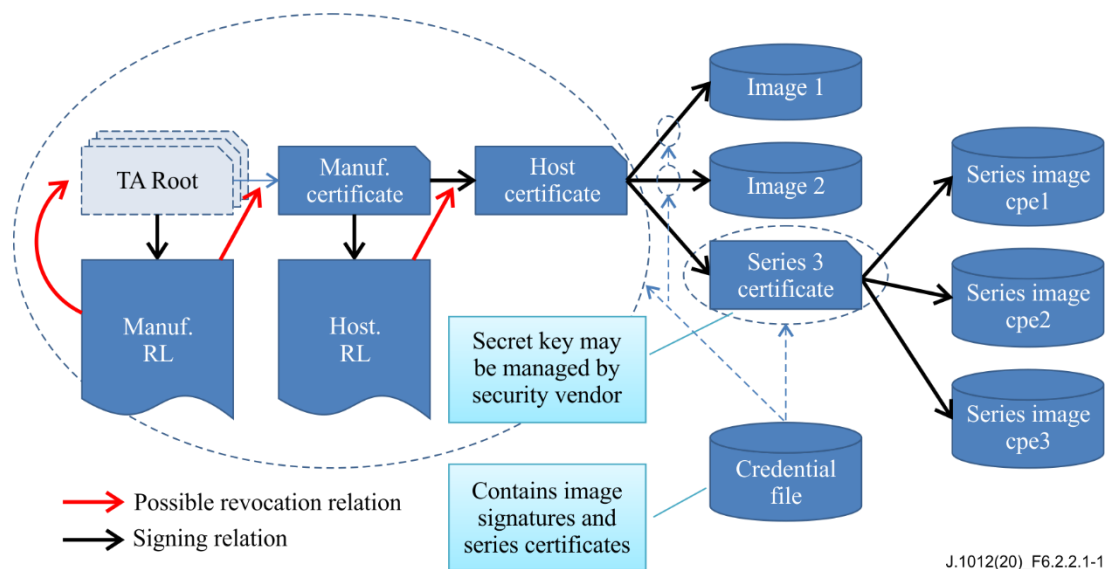 TA Root
Manuf.
certificate
Host
certificate
Image 1
Image 2
Series 3
certificate
Series image
cpe1
Series image
cpe2
Series image
cpe3
Manuf.
RL
Host.
RL
Secret key may
be managed by
security vendor
Credential
file
Contains image
signatures and
series certificates
Possible revocation relation
Signing relation
J.1012(20) F6.2.2.1-1